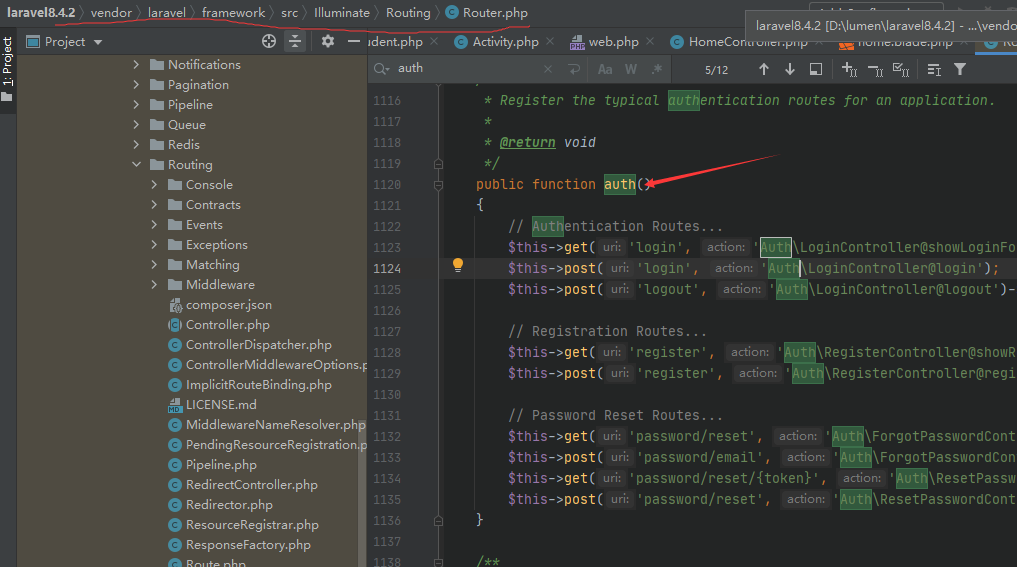 laravel8.4.2 › vendor › laravel › framework › src › Illuminate › Routing › Router.php
laravel8.4.2 [D:\lumen\laravel8.4.2] - ...\vendo
1: Project
Project
udent.php × Activity.php × web.php × HomeController.php × home.blade.php
auth × Aa W .* 5/12
Notifications
Pagination
Pipeline
Queue
Redis
Routing
Console
Contracts
Events
Exceptions
Matching
Middleware
composer.json
Controller.php
ControllerDispatcher.php
ControllerMiddlewareOptions.p
ImplicitRouteBinding.php
LICENSE.md
MiddlewareNameResolver.php
PendingResourceRegistration.p
Pipeline.php
RedirectController.php
Redirector.php
ResourceRegistrar.php
ResponseFactory.php
Route.php
1116 * Register the typical authentication routes for an application.
1117 *
1118 * @return void
1119 */
1120 public function auth()
1121 {
1122 // Authentication Routes...
1123 $this->get( uri: 'login', action: 'Auth\LoginController@showLoginFo
1124 $this->post( uri: 'login', action: 'Auth\LoginController@login');
1125 $this->post( uri: 'logout', action: 'Auth\LoginController@logout')-
1126
1127 // Registration Routes...
1128 $this->get( uri: 'register', action: 'Auth\RegisterController@showR
1129 $this->post( uri: 'register', action: 'Auth\RegisterController@regi
1130
1131 // Password Reset Routes...
1132 $this->get( uri: 'password/reset', action: 'Auth\ForgotPasswordCont
1133 $this->post( uri: 'password/email', action: 'Auth\ForgotPasswordCon
1134 $this->get( uri: 'password/reset/{token}', action: 'Auth\ResetPassw
1135 $this->post( uri: 'password/reset', action: 'Auth\ResetPasswordCont
1136 }
1137
1138 /**